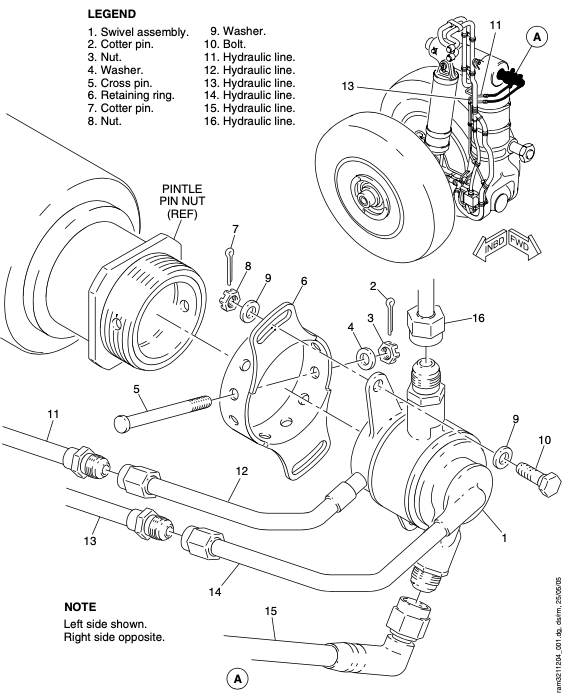 LEGEND
1. Swivel assembly.
2. Cotter pin.
3. Nut.
4. Washer.
5. Cross pin.
6. Retaining ring.
7. Cotter pin.
8. Nut.
9. Washer.
10. Bolt.
11. Hydraulic line.
12. Hydraulic line.
13. Hydraulic line.
14. Hydraulic line.
15. Hydraulic line.
16. Hydraulic line.
11
A
13
INBD FWD
PINTLE
PIN NUT
(REF)
7
8
9
6
2
3
4
16
5
11
12
9
10
13
1
14
15
NOTE
Left side shown.
Right side opposite.
A
ram3211204_001.dg, ds/rm, 25/05/05